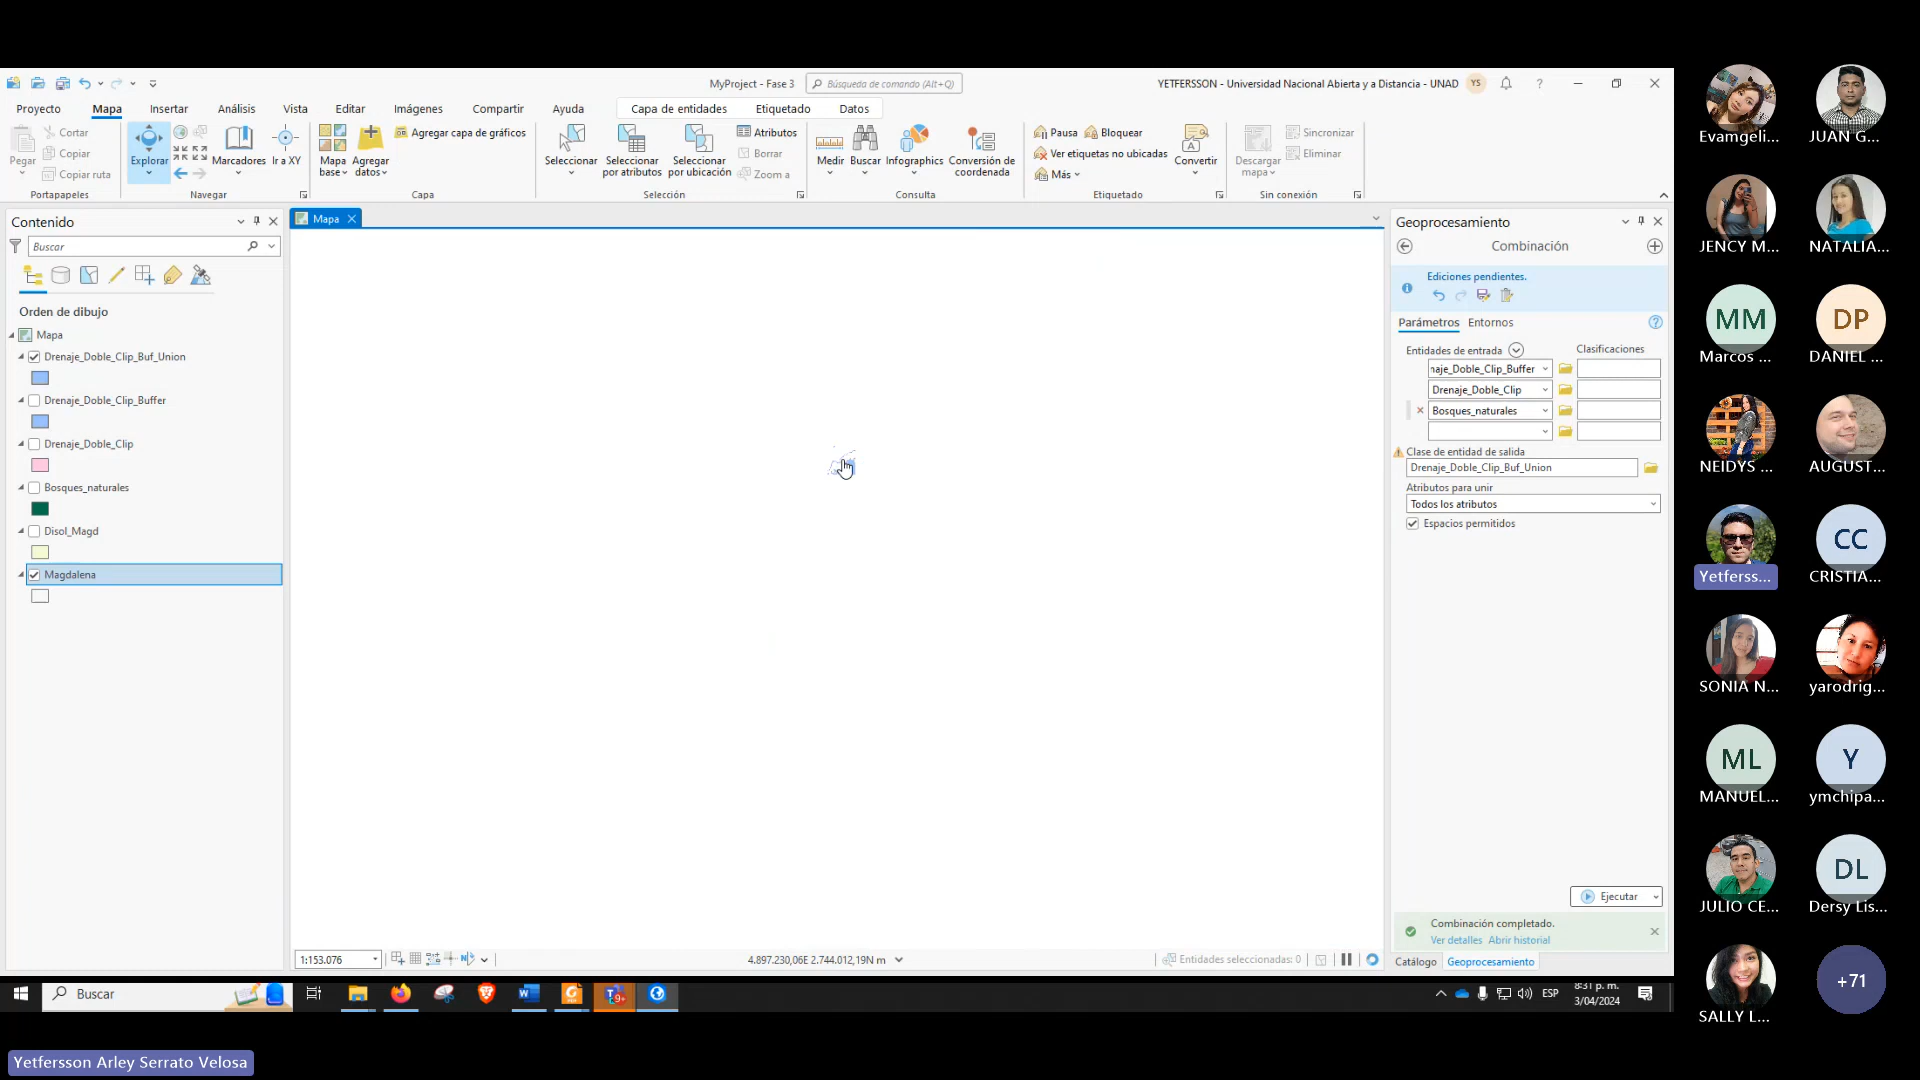 MyProject - Fase 3
Búsqueda de comando (Alt+Q)
YETFERSSON - Universidad Nacional Abierta y a Distancia - UNAD
YS
?
Proyecto
Mapa
Insertar
Análisis
Vista
Editar
Imágenes
Compartir
Ayuda
Capa de entidades
Etiquetado
Datos
Pegar
Cortar
Copiar
Copiar ruta
Portapapeles
Explorar
Marcadores
Ir a XY
Navegar
Mapa base
Agregar datos
Agregar capa de gráficos
Capa
Seleccionar
Seleccionar por atributos
Seleccionar por ubicación
Atributos
Borrar
Zoom a
Selección
Medir
Buscar
Infographics
Conversión de coordenada
Consulta
Pausa
Bloquear
Ver etiquetas no ubicadas
Más
Convertir
Etiquetado
Descargar mapa
Sincronizar
Eliminar
Sin conexión
Contenido
Buscar
Orden de dibujo
Mapa
Drenaje_Doble_Clip_Buf_Union
Drenaje_Doble_Clip_Buffer
Drenaje_Doble_Clip
Bosques_naturales
Disol_Magd
Magdalena
Mapa
1:153.076
4.897.230,06E 2.744.012,19N m
Entidades seleccionadas: 0
Geoprocesamiento
Combinación
Ediciones pendientes.
Parámetros
Entornos
Entidades de entrada
Clasificaciones
naje_Doble_Clip_Buffer
Drenaje_Doble_Clip
Bosques_naturales
Clase de entidad de salida
Drenaje_Doble_Clip_Buf_Union
Atributos para unir
Todos los atributos
Espacios permitidos
Ejecutar
Combinación completado.
Ver detalles Abrir historial
Catálogo
Geoprocesamiento
Buscar
9+
ESP
8:31 p. m.
3/04/2024
Evamgeli...
JUAN G...
JENCY M...
NATALIA...
MM
Marcos ...
DP
DANIEL ...
NEIDYS ...
AUGUST...
Yetferss...
CC
CRISTIA...
SONIA N...
yarodrig...
ML
MANUEL...
Y
ymchipa...
JULIO CE...
DL
Dersy Lis...
SALLY L...
+71
Yetfersson Arley Serrato Velosa